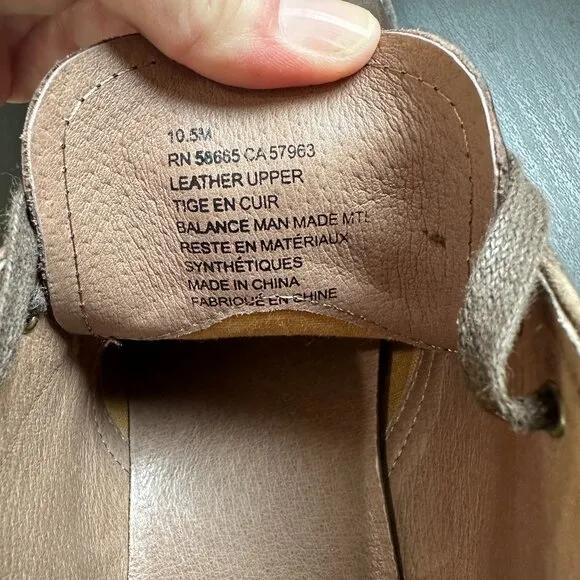 10.5M
RN 58665 CA 57963
LEATHER UPPER
TIGE EN CUIR
BALANCE MAN MADE MTL
RESTE EN MATÉRIAUX
SYNTHÉTIQUES
MADE IN CHINA
FABRIQUÉ EN CHINE